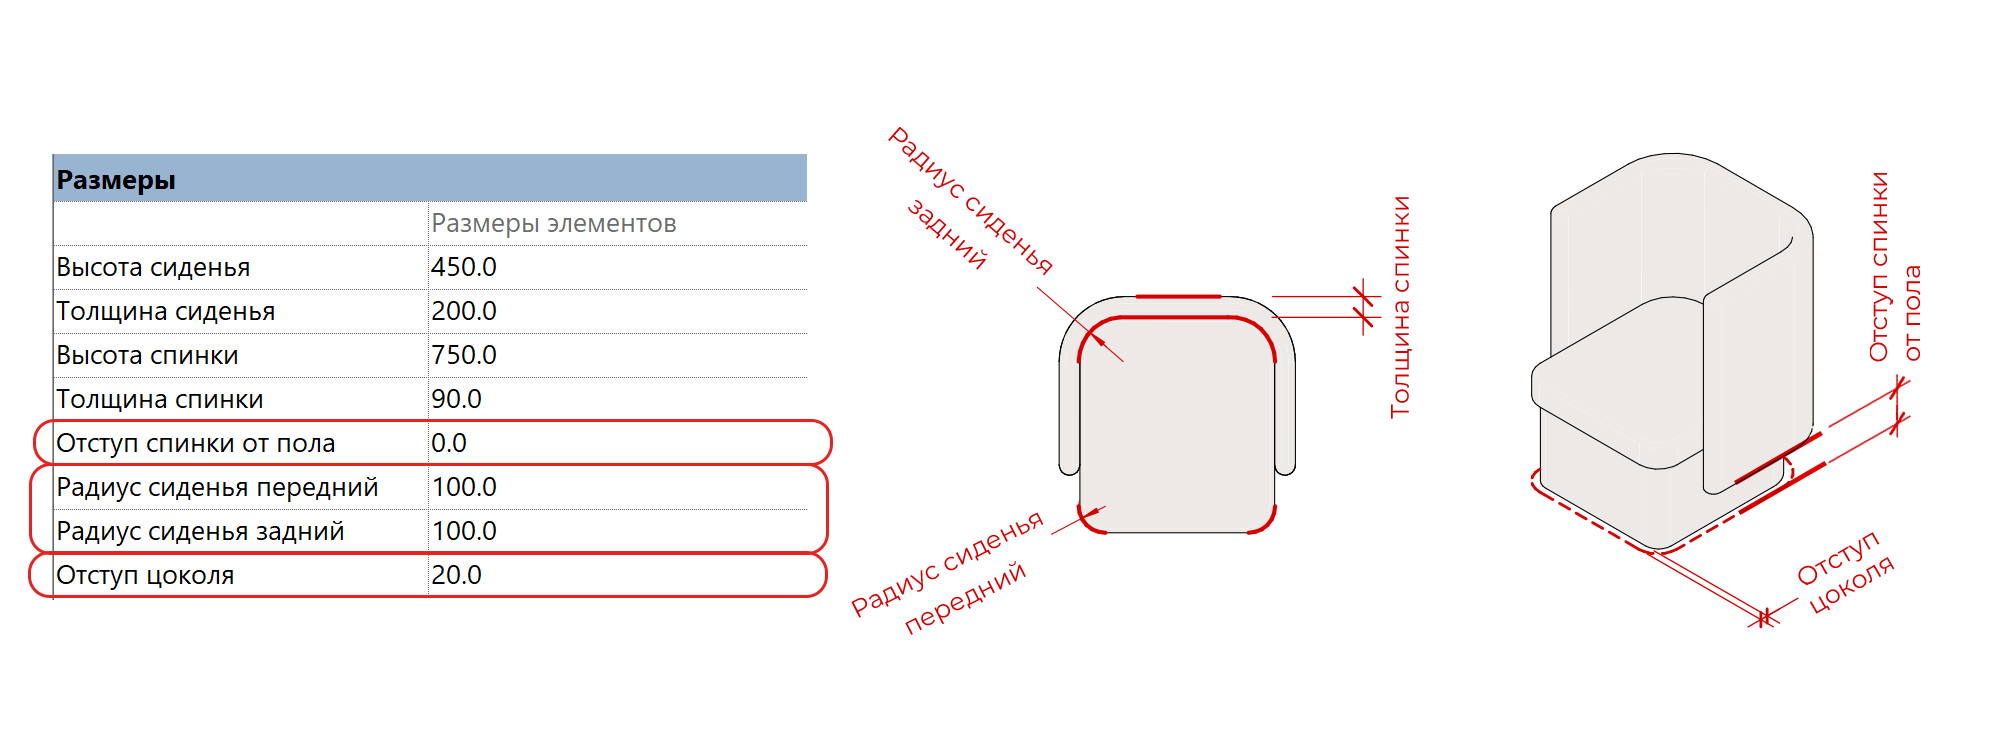 Размеры
Размеры элементов
Высота сиденья 450.0
Толщина сиденья 200.0
Высота спинки 750.0
Толщина спинки 90.0
Отступ спинки от пола 0.0
Радиус сиденья передний 100.0
Радиус сиденья задний 100.0
Отступ цоколя 20.0
Радиус сиденья
задний
Толщина спинки
Радиус сиденья
передний
Отступ спинки
от пола
Отступ
цоколя